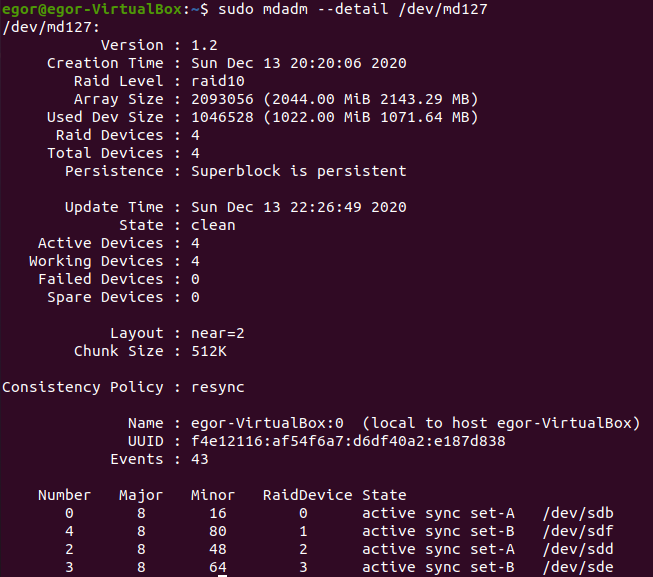 egor@egor-VirtualBox:~$ sudo mdadm --detail /dev/md127
/dev/md127:
Version : 1.2
Creation Time : Sun Dec 13 20:20:06 2020
Raid Level : raid10
Array Size : 2093056 (2044.00 MiB 2143.29 MB)
Used Dev Size : 1046528 (1022.00 MiB 1071.64 MB)
Raid Devices : 4
Total Devices : 4
Persistence : Superblock is persistent
Update Time : Sun Dec 13 22:26:49 2020
State : clean
Active Devices : 4
Working Devices : 4
Failed Devices : 0
Spare Devices : 0
Layout : near=2
Chunk Size : 512K
Consistency Policy : resync
Name : egor-VirtualBox:0 (local to host egor-VirtualBox)
UUID : f4e12116:af54f6a7:d6df40a2:e187d838
Events : 43
Number Major Minor RaidDevice State
0 8 16 0 active sync set-A /dev/sdb
4 8 80 1 active sync set-B /dev/sdf
2 8 48 2 active sync set-A /dev/sdd
3 8 64 3 active sync set-B /dev/sde